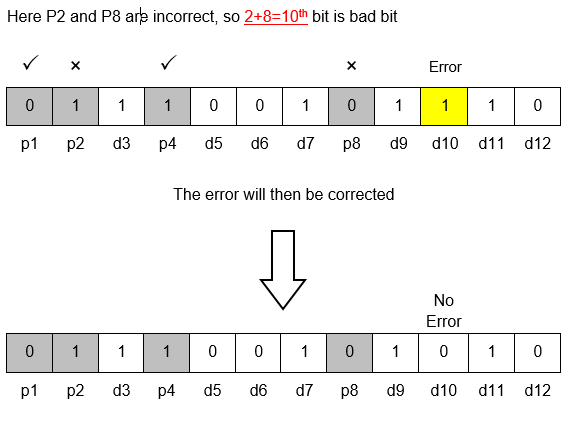 Here P2 and P8 are incorrect, so 2+8=10th bit is bad bit
✓ × ✓ × Error
0 1 1 1 0 0 1 0 1 1 1 0
p1 p2 d3 p4 d5 d6 d7 p8 d9 d10 d11 d12
The error will then be corrected
No
Error
0 1 1 1 0 0 1 0 1 0 1 0
p1 p2 d3 p4 d5 d6 d7 p8 d9 d10 d11 d12